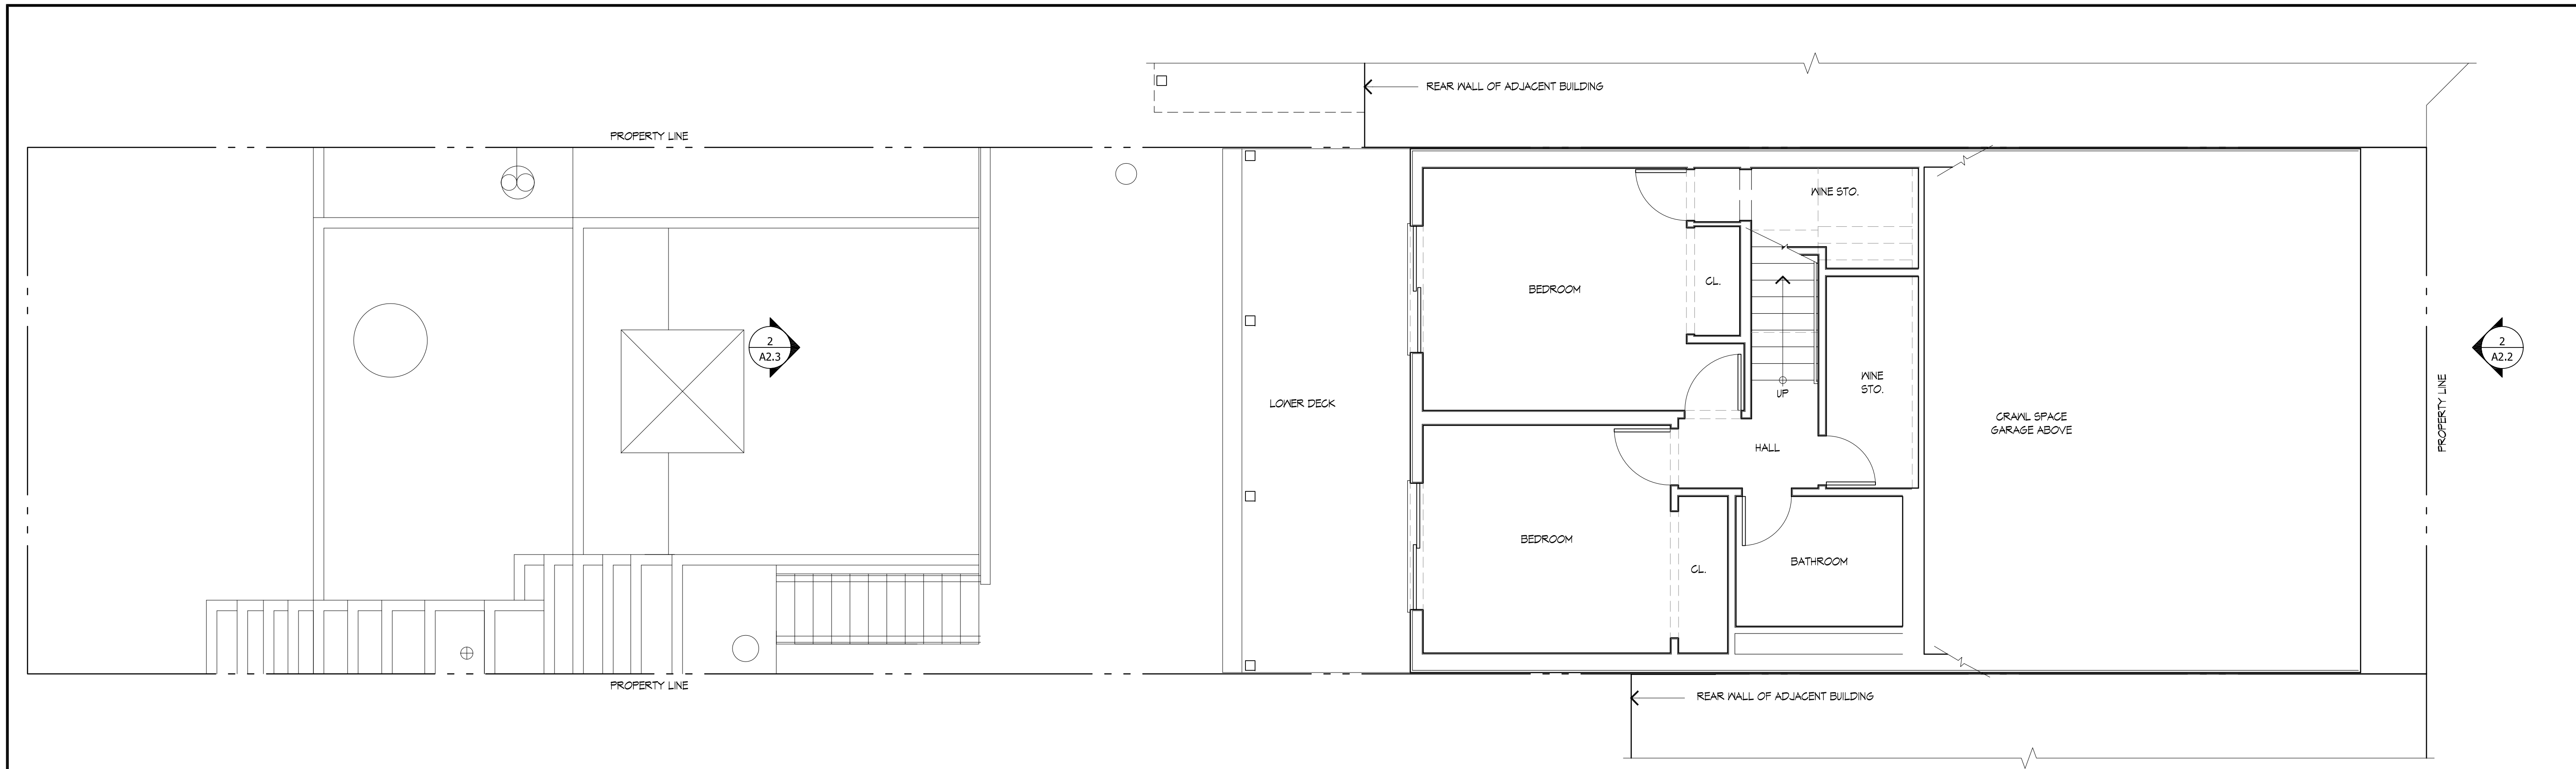 REAR WALL OF ADJACENT BUILDING
PROPERTY LINE
WINE STO.
BEDROOM
CL.
2
A2.3
2
A2.2
LOWER DECK
UP
WINE
STO.
CRAWL SPACE
GARAGE ABOVE
PROPERTY LINE
HALL
BEDROOM
CL.
BATHROOM
PROPERTY LINE
REAR WALL OF ADJACENT BUILDING